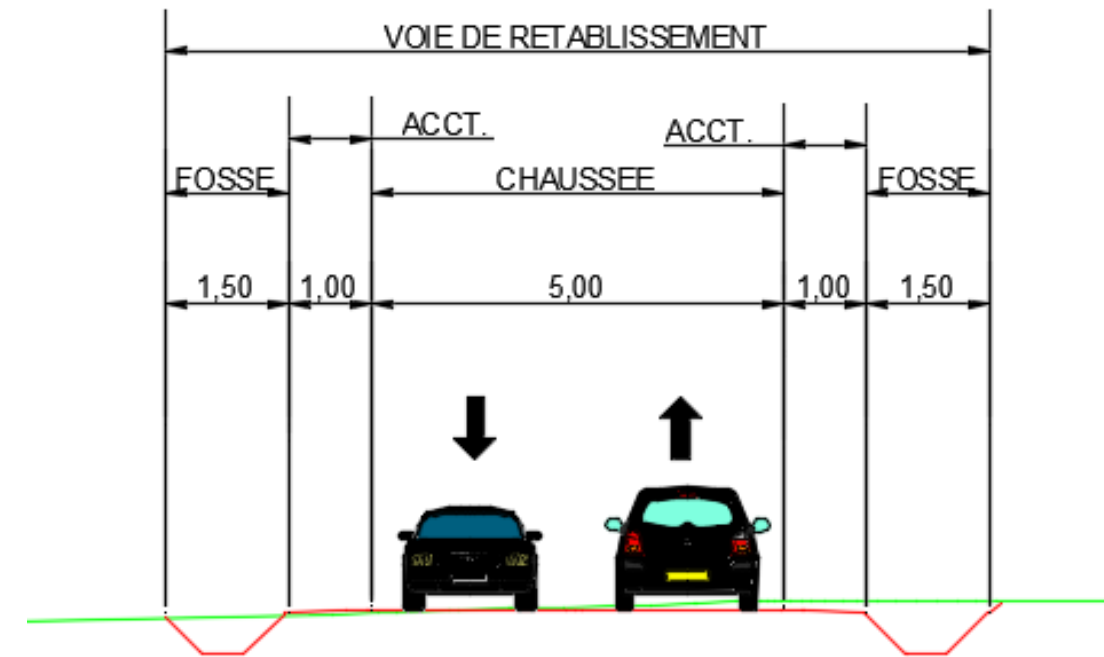 VOIE DE RETABLISSEMENT
ACCT. ACCT.
FOSSE CHAUSSEE FOSSE
1,50 1,00 5,00 1,00 1,50